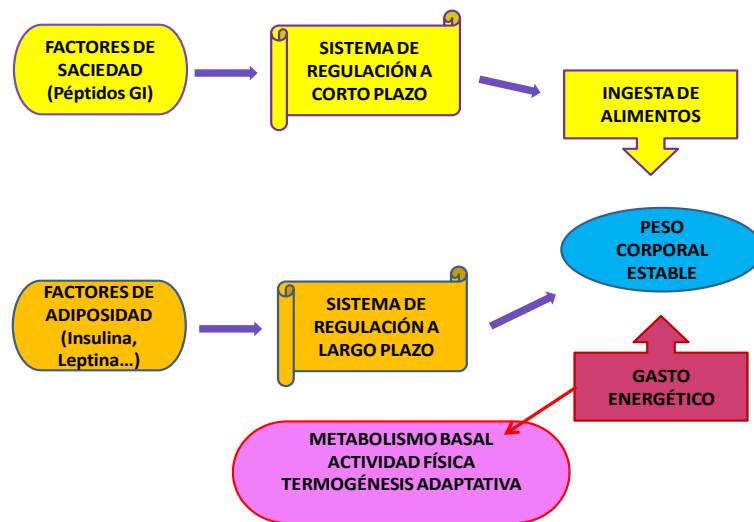 FACTORES DE
SACIEDAD
(Péptidos GI)
SISTEMA DE
REGULACIÓN A
CORTO PLAZO
INGESTA DE
ALIMENTOS
PESO
CORPORAL
ESTABLE
FACTORES DE
ADIPOSIDAD
(Insulina,
Leptina...)
SISTEMA DE
REGULACIÓN A
LARGO PLAZO
GASTO
ENERGÉTICO
METABOLISMO BASAL
ACTIVIDAD FÍSICA
TERMOGÉNESIS ADAPTATIVA